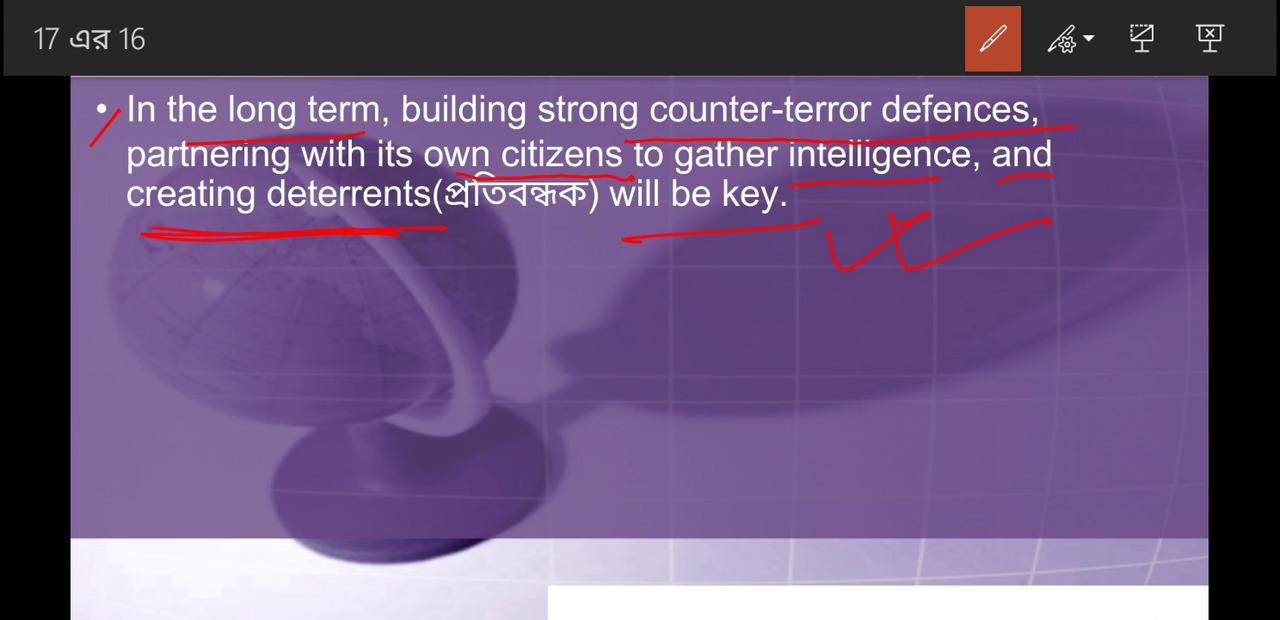 17 এর 16
• In the long term, building strong counter-terror defences,
partnering with its own citizens to gather intelligence, and
creating deterrents(প্রতিবন্ধক) will be key.